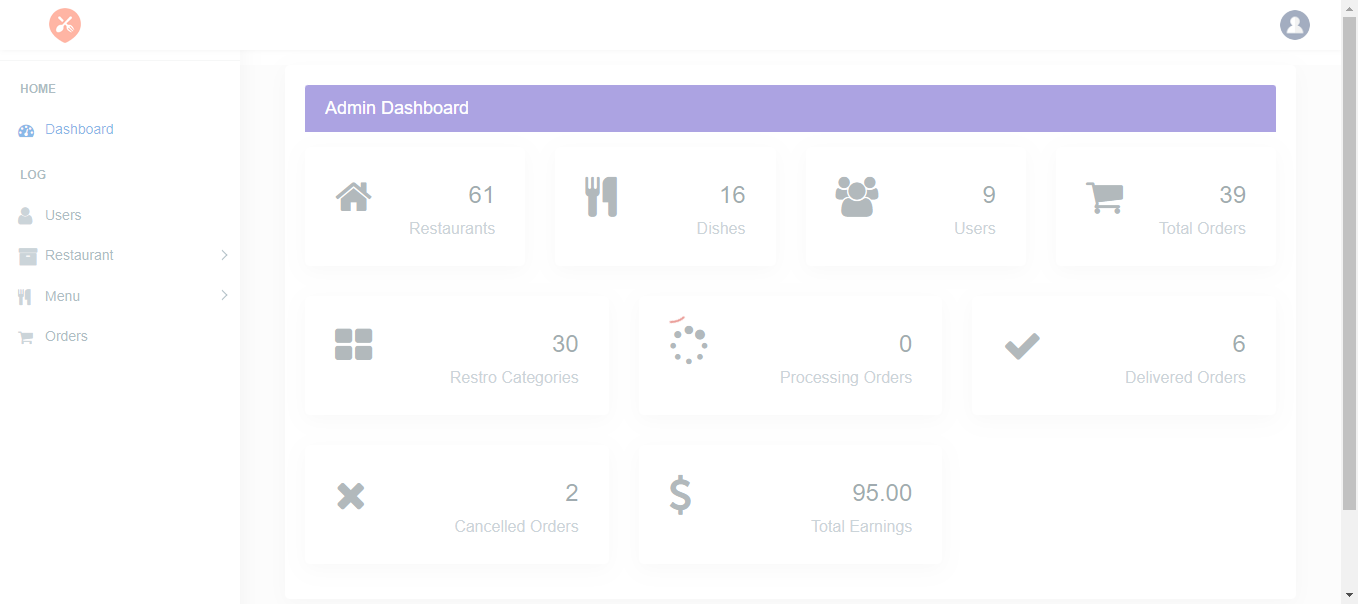 HOME
Dashboard
LOG
Users
Restaurant
Menu
Orders
Admin Dashboard
61
Restaurants
16
Dishes
9
Users
39
Total Orders
30
Restro Categories
0
Processing Orders
6
Delivered Orders
2
Cancelled Orders
95.00
Total Earnings